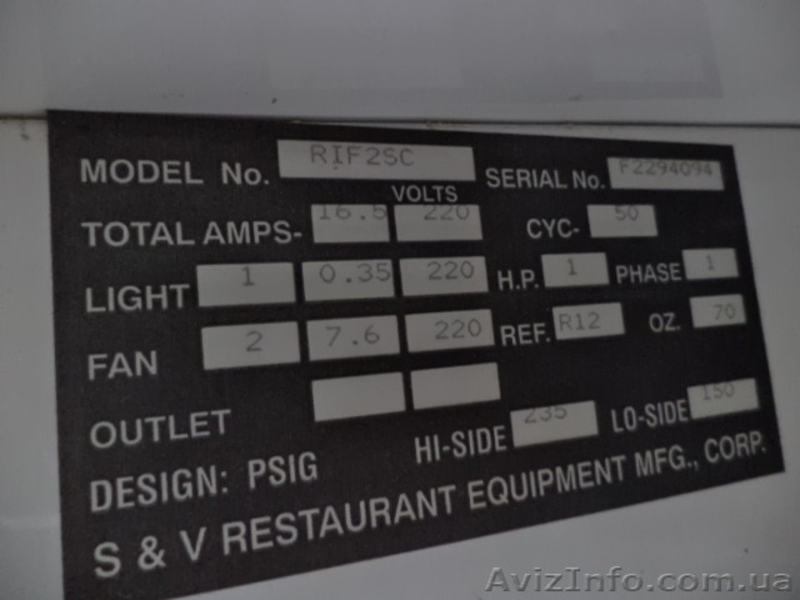 MODEL No. RIF2SC SERIAL No. F2294094
VOLTS
TOTAL AMPS- 16.5 220 CYC- 50
LIGHT 1 0.35 220 H.P. 1 PHASE 1
FAN 2 7.6 220 REF. R12 OZ. 70
OUTLET
DESIGN: PSIG HI-SIDE 235 LO-SIDE 150
S & V RESTAURANT EQUIPMENT MFG., CORP.
AvizInfo.com.ua